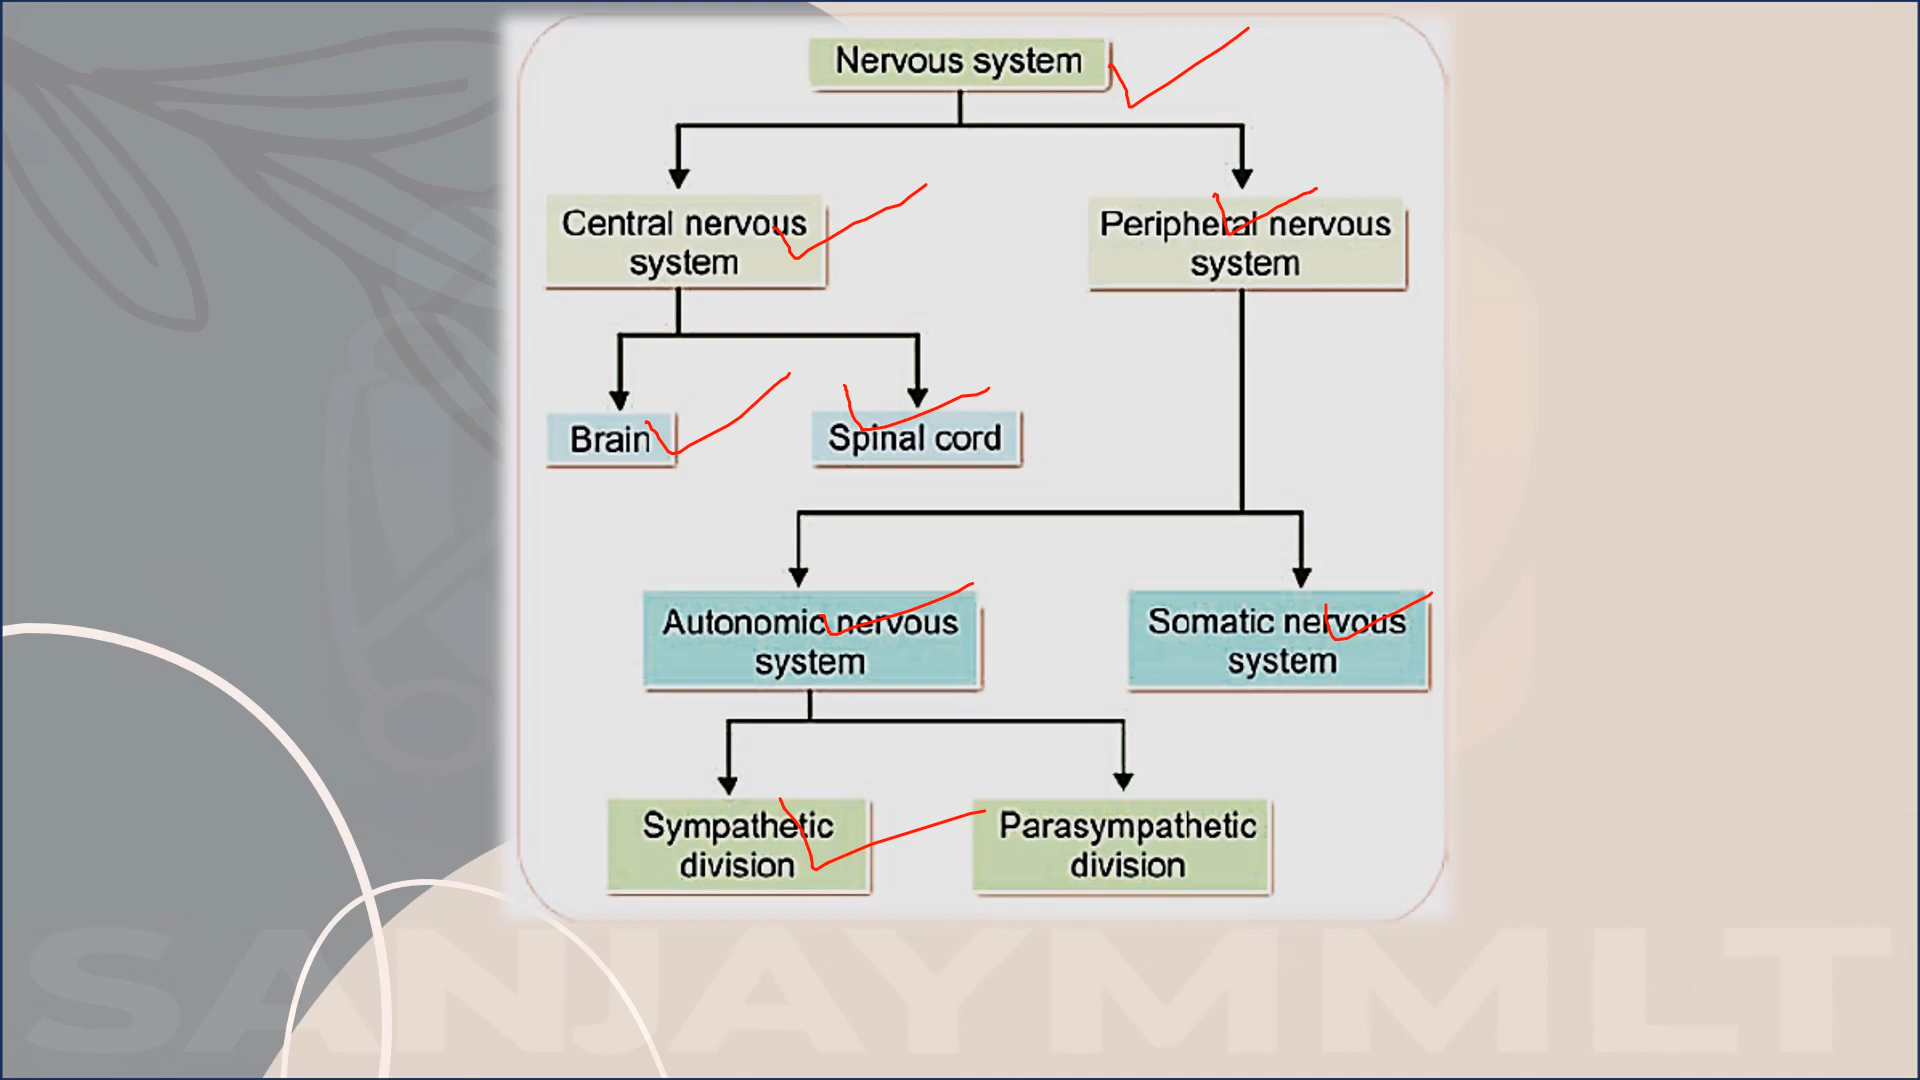 Nervous system
Central nervous
system
Peripheral nervous
system
Brain
Spinal cord
Autonomic nervous
system
Somatic nervous
system
Sympathetic
division
Parasympathetic
division
SANJAYMMLT